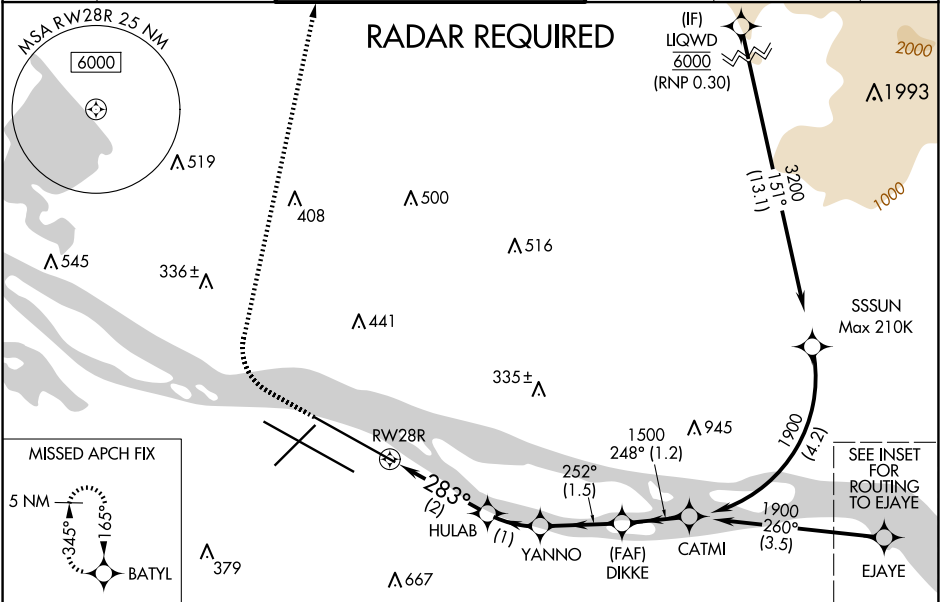 MSA RW28R 25 NM
6000
RADAR REQUIRED
(IF)
LIQWD
6000
(RNP 0.30)
2000
1993
1000
519
408
500
516
545
336±
441
335±
3200
151°
(13.1)
SSSUN
Max 210K
945
1900
(4.2)
RW28R
283°
(2)
HULAB
(1)
YANNO
252°
(1.5)
1500
248° (1.2)
(FAF)
DIKKE
CATMI
1900
260°
(3.5)
SEE INSET
FOR
ROUTING
TO EJAYE
EJAYE
MISSED APCH FIX
5 NM
345°
165°
BATYL
379
667